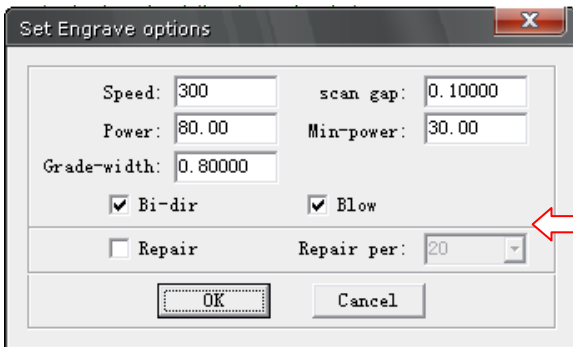 Set Engrave options
Speed: 300 scan gap: 0.10000
Power: 80.00 Min-power: 30.00
Grade-width: 0.80000
Bi-dir Blow
Repair Repair per: 20
OK Cancel